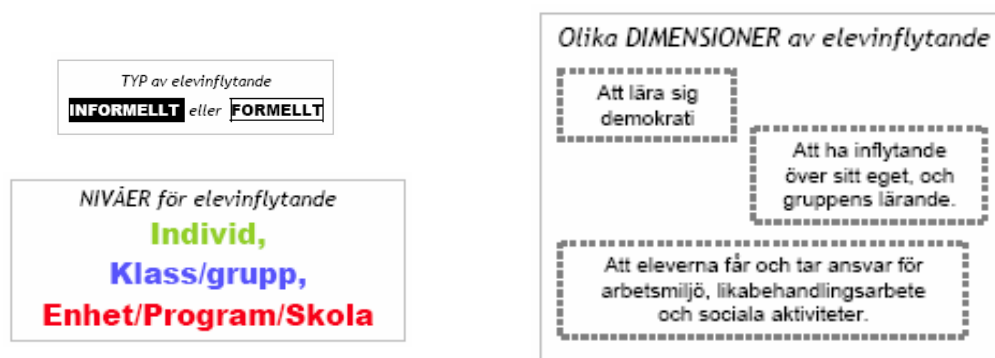 TYP av elevinflytande
INFORMELLT eller FORMELLT
NIVÅER för elevinflytande
Individ,
Klass/grupp,
Enhet/Program/Skola
Olika DIMENSIONER av elevinflytande
Att lära sig
demokrati
Att ha inflytande
över sitt eget, och
gruppens lärande.
Att eleverna får och tar ansvar för
arbetsmiljö, likabehandlingsarbete
och sociala aktiviteter.